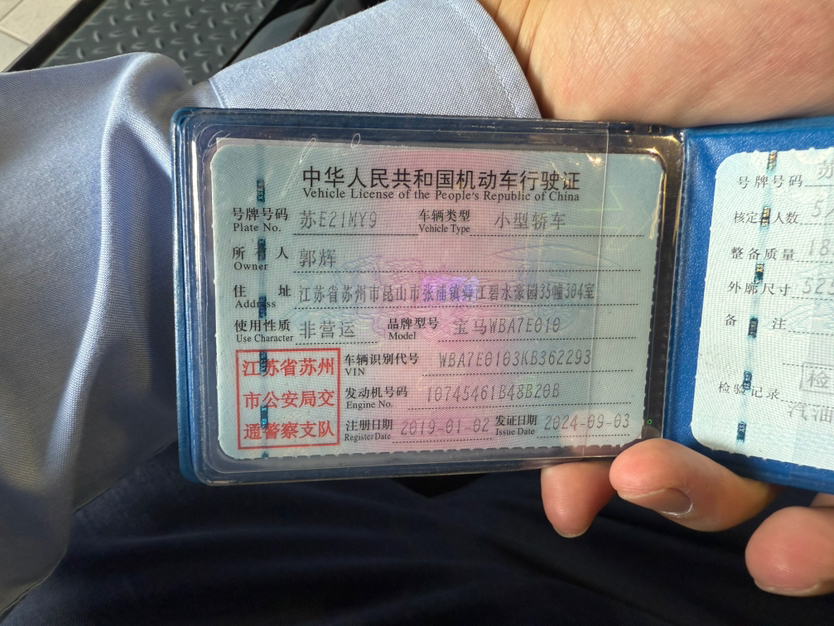 中华人民共和国机动车行驶证
Vehicle License of the People's Republic of China
号牌号码 苏E21MY9 车辆类型 小型轿车
Plate No. Vehicle Type
所有人 郭辉
Owner
住址 江苏省苏州市昆山市张浦镇 江碧水 园35幢304室
Address
使用性质 非营运 品牌型号 宝马WBA7E010
Use Character Model
江苏省苏州
市公安局交
通警察支队
车辆识别代号 WBA7E0103KB362293
VIN
发动机号码 10745461B48B20B
Engine No.
注册日期 2019-01-02 发证日期 2024-09-03
Register Date Issue Date
号牌号码 苏
核定 人数 5
整备质量 18
外廓尺寸 52
备注
检验记录 检
汽油